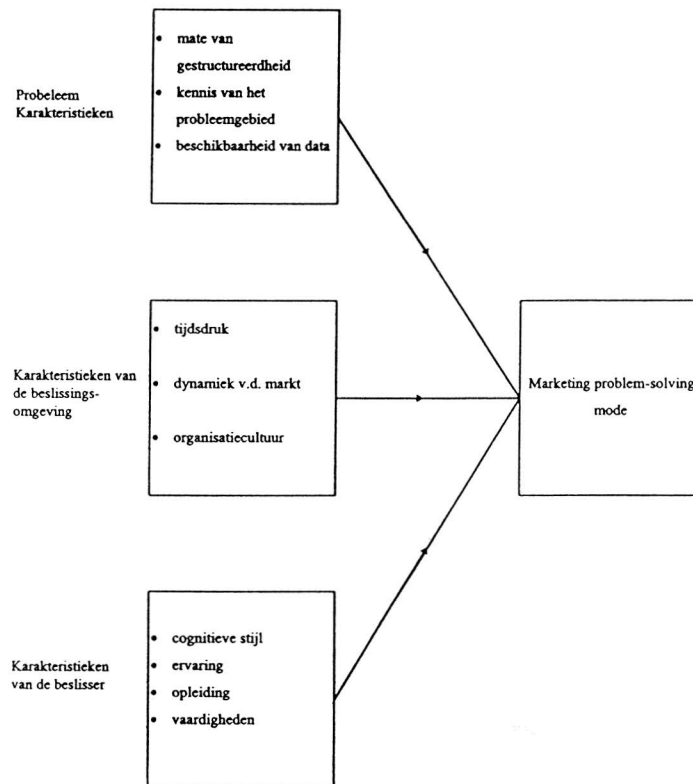 Probeleem
Karakteristieken
• mate van
gestructureerdheid
• kennis van het
probleemgebied
• beschikbaarheid van data
Karakteristieken van
de beslissings-
omgeving
• tijdsdruk
• dynamiek v.d. markt
• organisatiecultuur
Marketing problem-solving
mode
Karakteristieken
van de beslisser
• cognitieve stijl
• ervaring
• opleiding
• vaardigheden